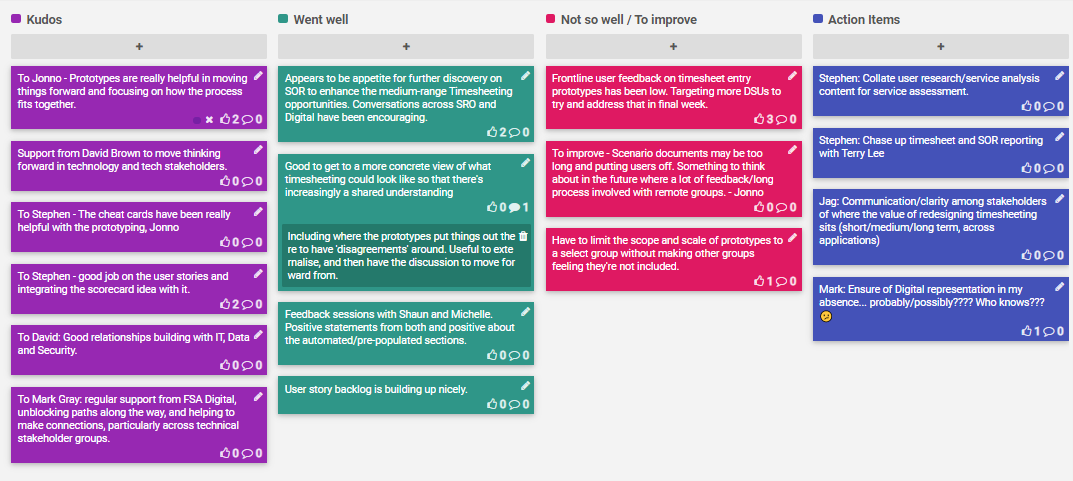 Kudos
+
To Jonno - Prototypes are really helpful in moving
things forward and focusing on how the process
fits together.
2 0
Support from David Brown to move thinking
forward in technology and tech stakeholders.
0 0
To Stephen - The cheat cards have been really
helpful with the prototyping, Jonno
0 0
To Stephen - good job on the user stories and
integrating the scorecard idea with it.
2 0
To David: Good relationships building with IT, Data
and Security.
0 0
To Mark Gray: regular support from FSA Digital,
unblocking paths along the way, and helping to
make connections, particularly across technical
stakeholder groups.
0 0
Went well
+
Appears to be appetite for further discovery on
SOR to enhance the medium-range Timesheeting
opportunities. Conversations across SRO and
Digital have been encouraging.
2 0
Good to get to a more concrete view of what
timesheeting could look like so that there's
increasingly a shared understanding
0 1
Including where the prototypes put things out the
re to have 'disagreements' around. Useful to exte
rnalise, and then have the discussion to move for
ward from.
Feedback sessions with Shaun and Michelle.
Positive statements from both and positive about
the automated/pre-populated sections.
0 0
User story backlog is building up nicely.
0 0
Not so well / To improve
+
Frontline user feedback on timesheet entry
prototypes has been low. Targeting more DSUs to
try and address that in final week.
3 0
To improve - Scenario documents may be too
long and putting users off. Something to think
about in the future where a lot of feedback/long
process involved with remote groups. - Jonno
0 0
Have to limit the scope and scale of prototypes to
a select group without making other groups
feeling they're not included.
1 0
Action Items
+
Stephen: Collate user research/service analysis
content for service assessment.
0 0
Stephen: Chase up timesheet and SOR reporting
with Terry Lee
0 0
Jag: Communication/clarity among stakeholders
of where the value of redesigning timesheeting
sits (short/medium/long term, across
applications)
0 0
Mark: Ensure of Digital representation in my
absence... probably/possibly???? Who knows???
1 0